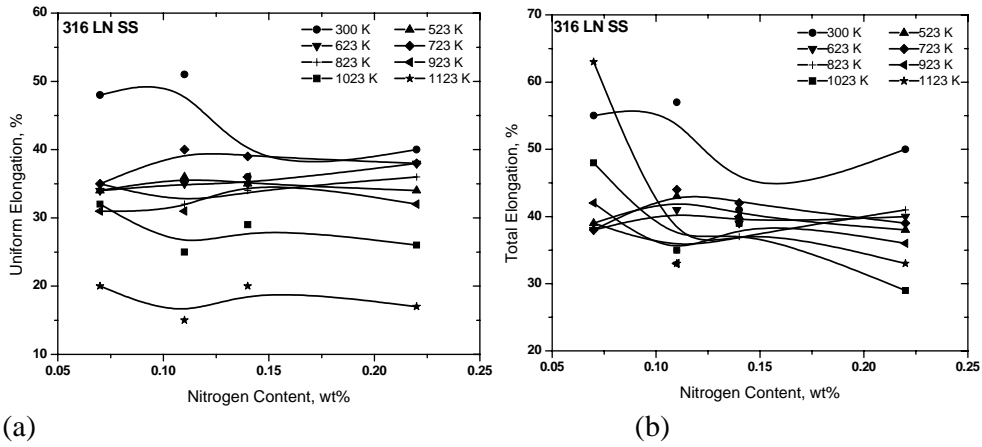 316 LN SS
300 K 523 K
623 K 723 K
823 K 923 K
1023 K 1123 K
60
50
40
30
20
10
Uniform Elongation, %
0.05 0.10 0.15 0.20 0.25
Nitrogen Content, wt%
(a)
316 LN SS
300 K 523 K
623 K 723 K
823 K 923 K
1023 K 1123 K
70
60
50
40
30
20
Total Elongation, %
0.05 0.10 0.15 0.20 0.25
Nitrogen Content, wt%
(b)